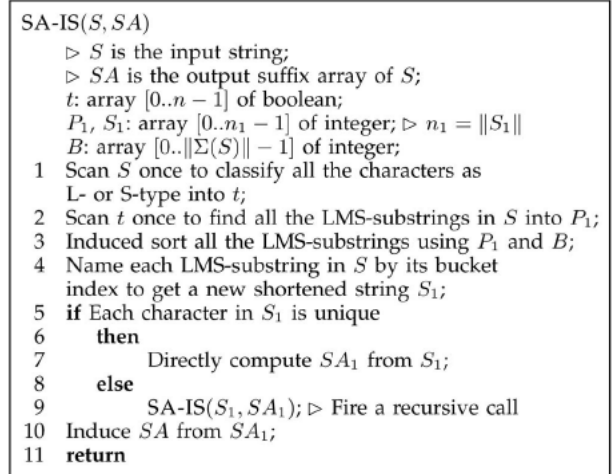 SA-IS(S, SA)
▷ S is the input string;
▷ SA is the output suffix array of S;
t: array [0..n − 1] of boolean;
P₁, S₁: array [0..n₁ − 1] of integer; ▷ n₁ = ‖S₁‖
B: array [0..‖Σ(S)‖ − 1] of integer;
1 Scan S once to classify all the characters as
L- or S-type into t;
2 Scan t once to find all the LMS-substrings in S into P₁;
3 Induced sort all the LMS-substrings using P₁ and B;
4 Name each LMS-substring in S by its bucket
index to get a new shortened string S₁;
5 if Each character in S₁ is unique
6 then
7 Directly compute SA₁ from S₁;
8 else
9 SA-IS(S₁, SA₁); ▷ Fire a recursive call
10 Induce SA from SA₁;
11 return